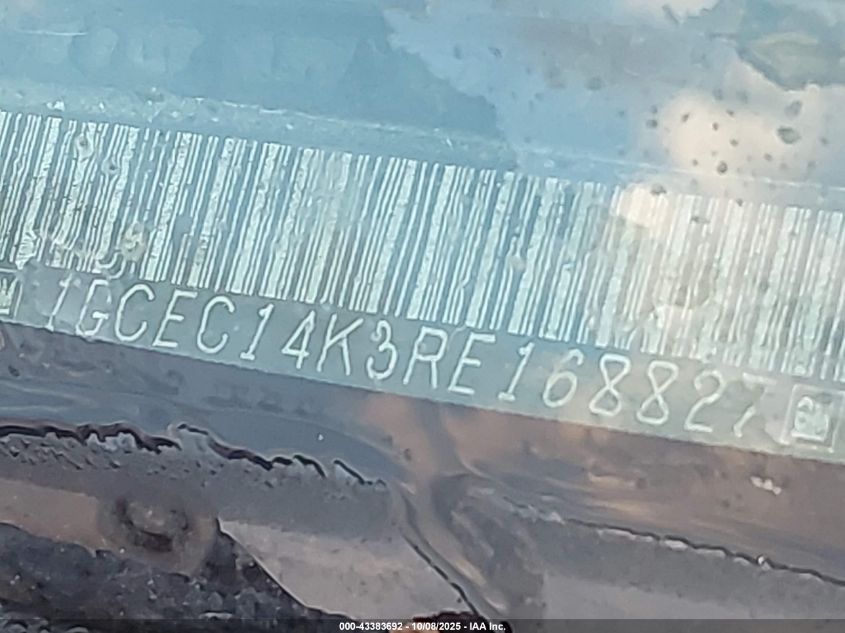 1GCEC14K3RE168827
000-43383692 - 10/08/2025 - IAA Inc.